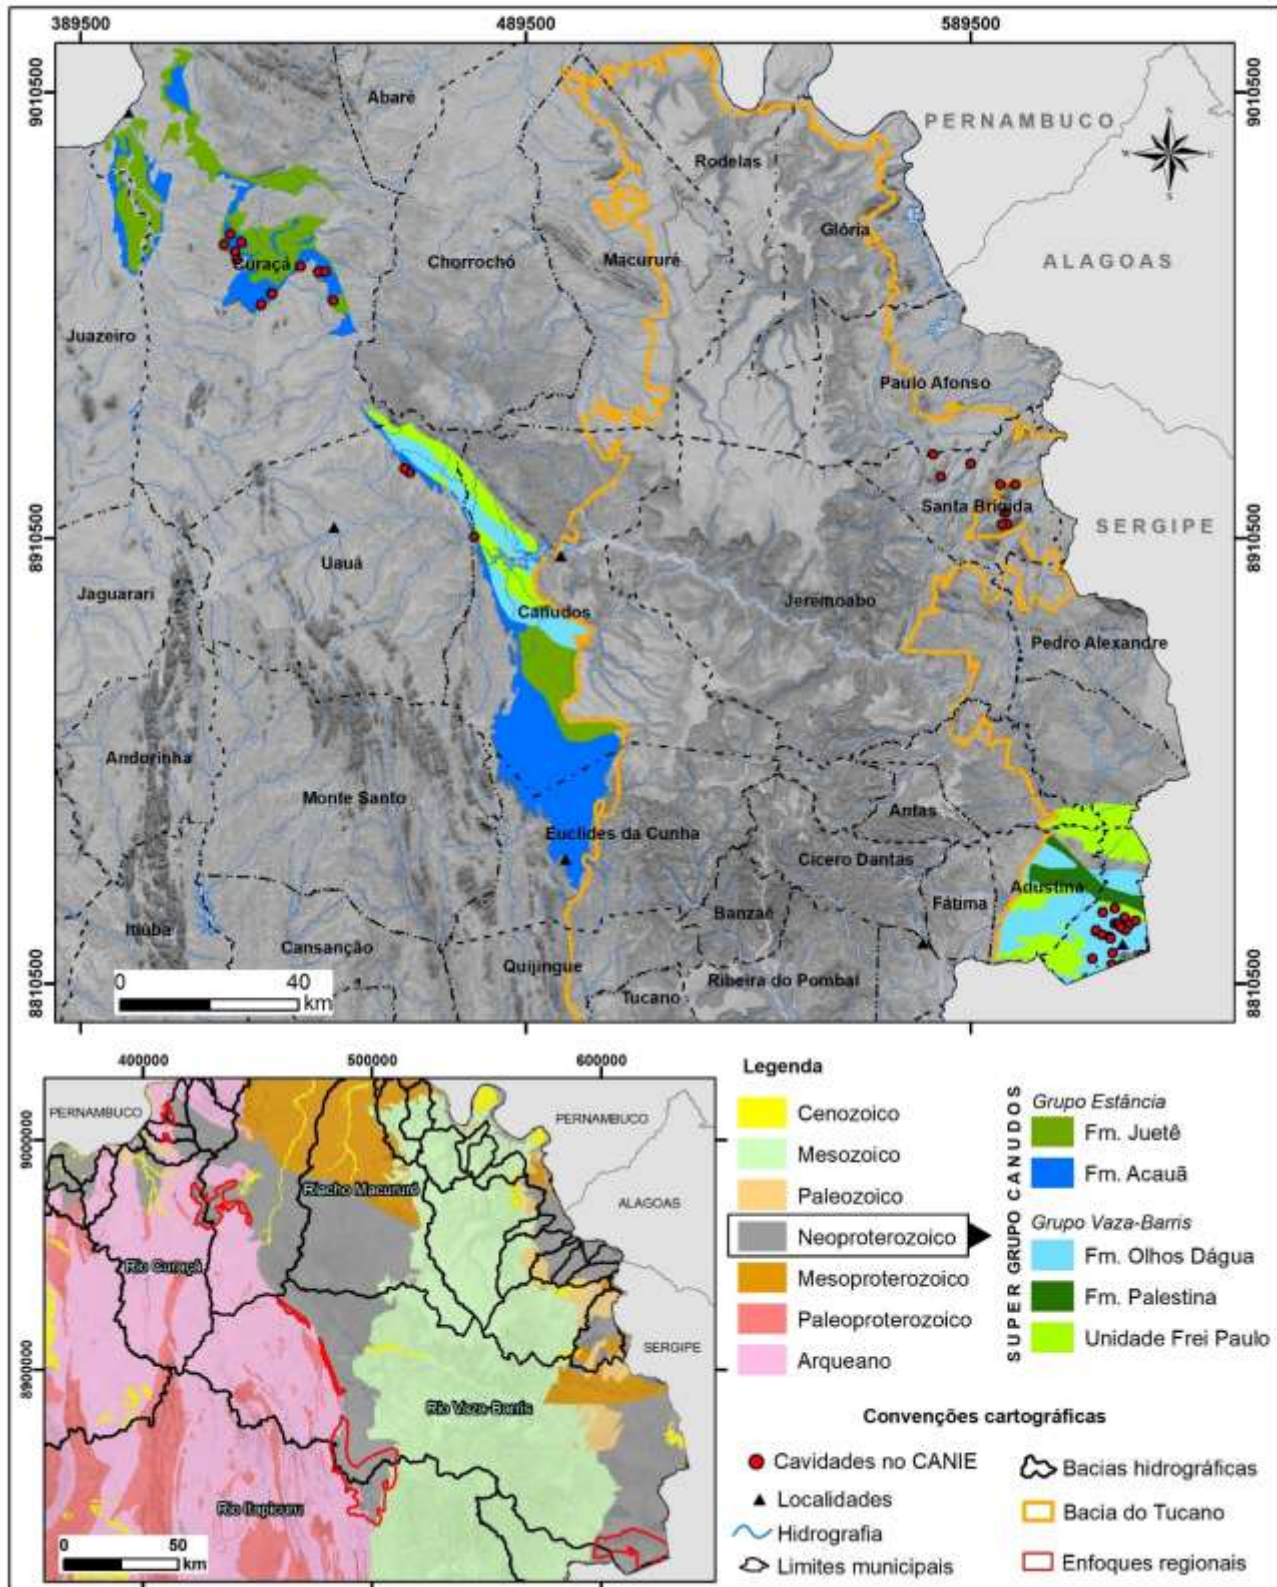 389500
489500
589500
9010500
9010500
Abaré
PERNAMBUCO
N
W
E
S
Rodelas
Glória
Curaçá
Chorrochó
Macururé
ALAGOAS
Juazeiro
Paulo Afonso
Santa Brígida
SERGIPE
8910500
8910500
Uauá
Jaguarari
Jeremoabo
Canudos
Pedro Alexandre
Andorinha
Monte Santo
Antas
Euclides da Cunha
Cícero Dantas
Adustina
Fátima
Banzaê
Itiúba
Cansanção
Quijingue
Ribeira do Pombal
Tucano
0 40
km
8810500
8810500
400000
500000
600000
PERNAMBUCO
PERNAMBUCO
9000000
Riacho Macururé
ALAGOAS
Rio Curaçá
SERGIPE
8900000
Rio Vaza-Barris
Rio Itapicuru
0 50
km
Legenda
Cenozoico
Mesozoico
Paleozoico
Neoproterozoico
Mesoproterozoico
Paleoproterozoico
Arqueano
SUPER GRUPO CANUDOS
Grupo Estância
Fm. Juetê
Fm. Acauã
Grupo Vaza-Barris
Fm. Olhos Dágua
Fm. Palestina
Unidade Frei Paulo
Convenções cartográficas
Cavidades no CANIE
Localidades
Hidrografia
Limites municipais
Bacias hidrográficas
Bacia do Tucano
Enfoques regionais